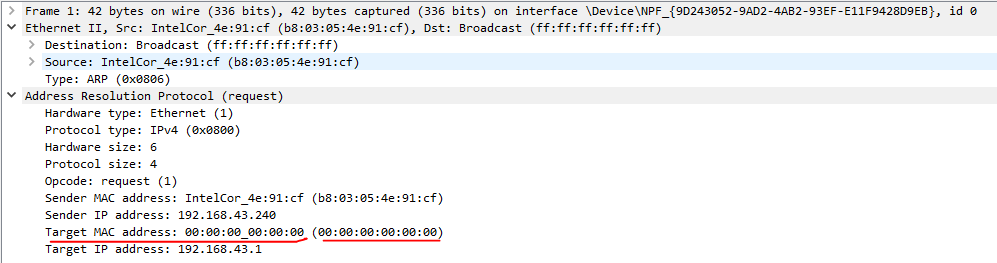 Frame 1: 42 bytes on wire (336 bits), 42 bytes captured (336 bits) on interface \Device\NPF_{9D243052-9AD2-4AB2-93EF-E11F9428D9EB}, id 0
Ethernet II, Src: IntelCor_4e:91:cf (b8:03:05:4e:91:cf), Dst: Broadcast (ff:ff:ff:ff:ff:ff)
Destination: Broadcast (ff:ff:ff:ff:ff:ff)
Source: IntelCor_4e:91:cf (b8:03:05:4e:91:cf)
Type: ARP (0x0806)
Address Resolution Protocol (request)
Hardware type: Ethernet (1)
Protocol type: IPv4 (0x0800)
Hardware size: 6
Protocol size: 4
Opcode: request (1)
Sender MAC address: IntelCor_4e:91:cf (b8:03:05:4e:91:cf)
Sender IP address: 192.168.43.240
Target MAC address: 00:00:00_00:00:00 (00:00:00:00:00:00)
Target IP address: 192.168.43.1